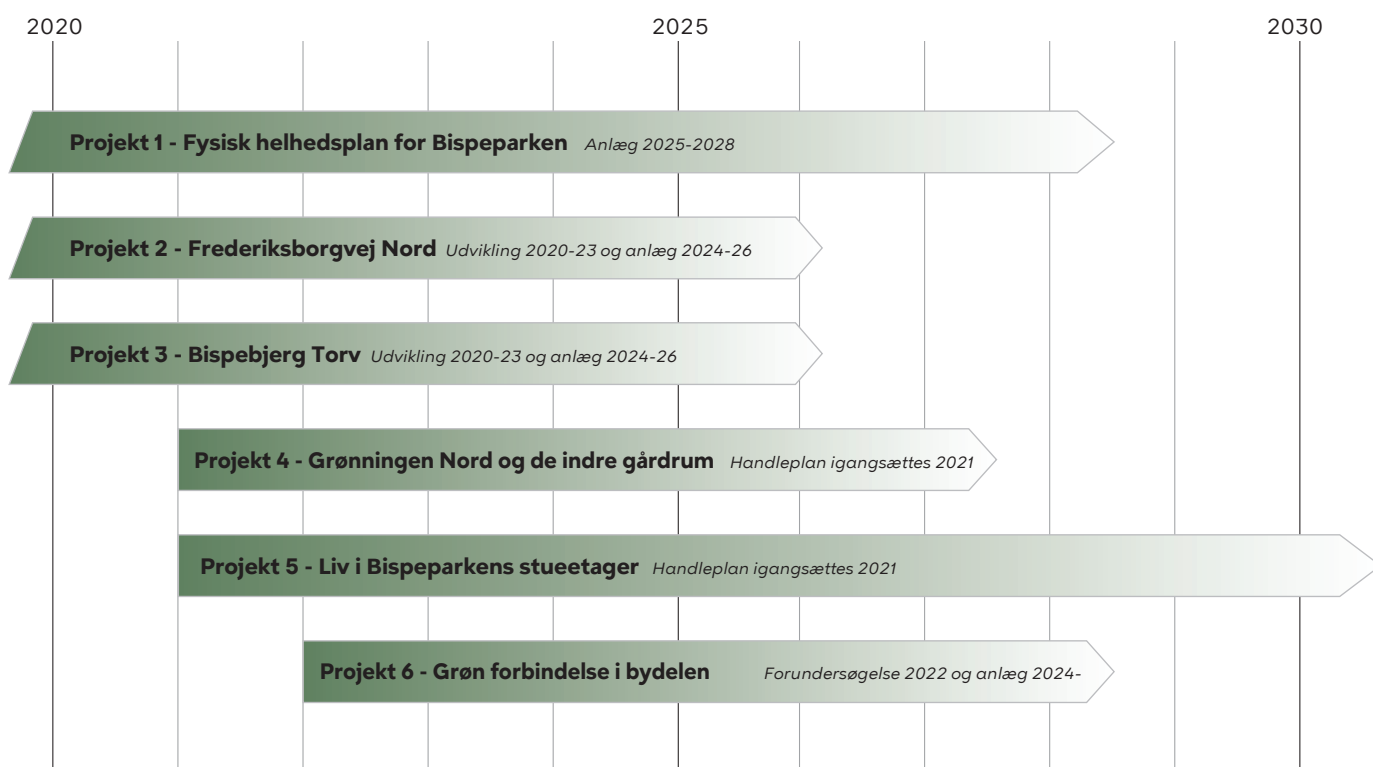 2020 2025 2030
Projekt 1 - Fysisk helhedsplan for Bispeparken Anlæg 2025-2028
Projekt 2 - Frederiksborgvej Nord Udvikling 2020-23 og anlæg 2024-26
Projekt 3 - Bispebjerg Torv Udvikling 2020-23 og anlæg 2024-26
Projekt 4 - Grønningen Nord og de indre gårdrum Handleplan igangsættes 2021
Projekt 5 - Liv i Bispeparkens stueetager Handleplan igangsættes 2021
Projekt 6 - Grøn forbindelse i bydelen Forundersøgelse 2022 og anlæg 2024-